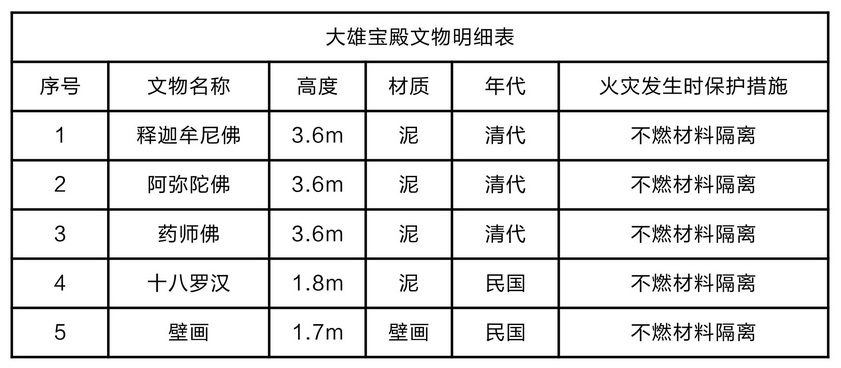 大雄宝殿文物明细表
序号 文物名称 高度 材质 年代 火灾发生时保护措施
1 释迦牟尼佛 3.6m 泥 清代 不燃材料隔离
2 阿弥陀佛 3.6m 泥 清代 不燃材料隔离
3 药师佛 3.6m 泥 清代 不燃材料隔离
4 十八罗汉 1.8m 泥 民国 不燃材料隔离
5 壁画 1.7m 壁画 民国 不燃材料隔离